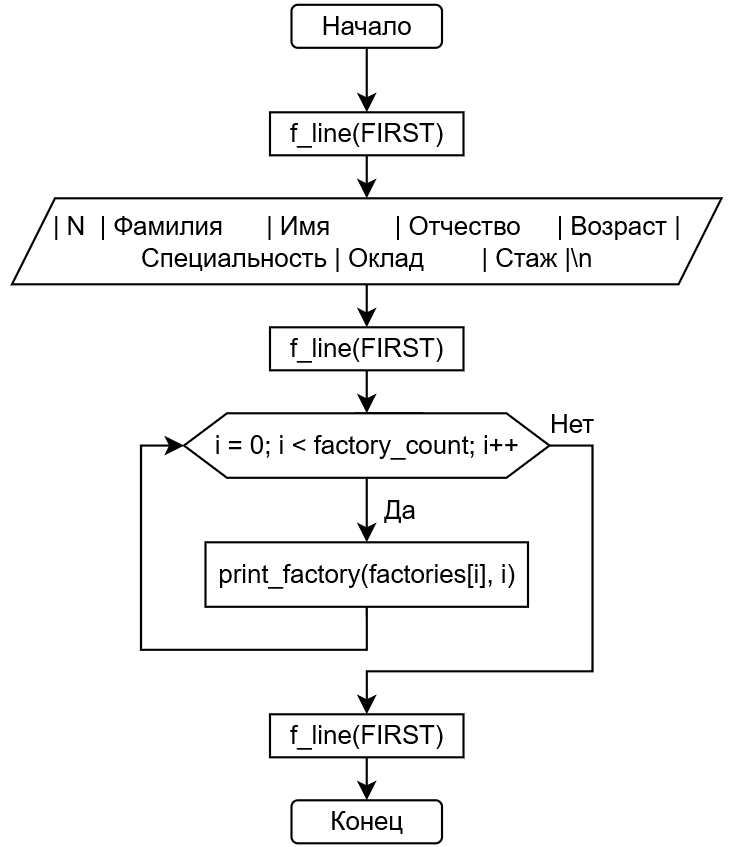 Начало
f_line(FIRST)
| N | Фамилия | Имя | Отчество | Возраст |
Специальность | Оклад | Стаж |\n
f_line(FIRST)
i = 0; i < factory_count; i++
Нет
Да
print_factory(factories[i], i)
f_line(FIRST)
Конец